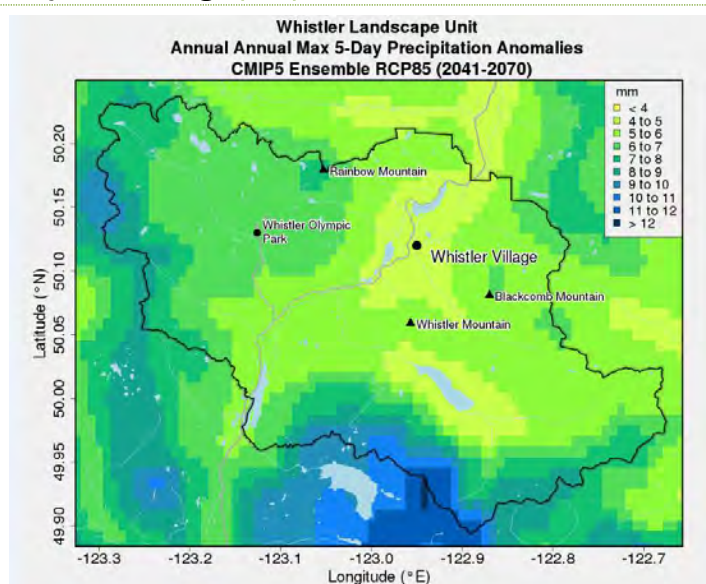 Whistler Landscape Unit
Annual Annual Max 5-Day Precipitation Anomalies
CMIP5 Ensemble RCP85 (2041-2070)
mm
< 4
4 to 5
5 to 6
6 to 7
7 to 8
8 to 9
9 to 10
10 to 11
11 to 12
> 12
50.20
50.15
50.10
50.05
50.00
49.95
49.90
Latitude (°N)
Rainbow Mountain
Whistler Olympic
Park
Whistler Village
Blackcomb Mountain
Whistler Mountain
-123.3
-123.2
-123.1
-123.0
-122.9
-122.8
-122.7
Longitude (°E)